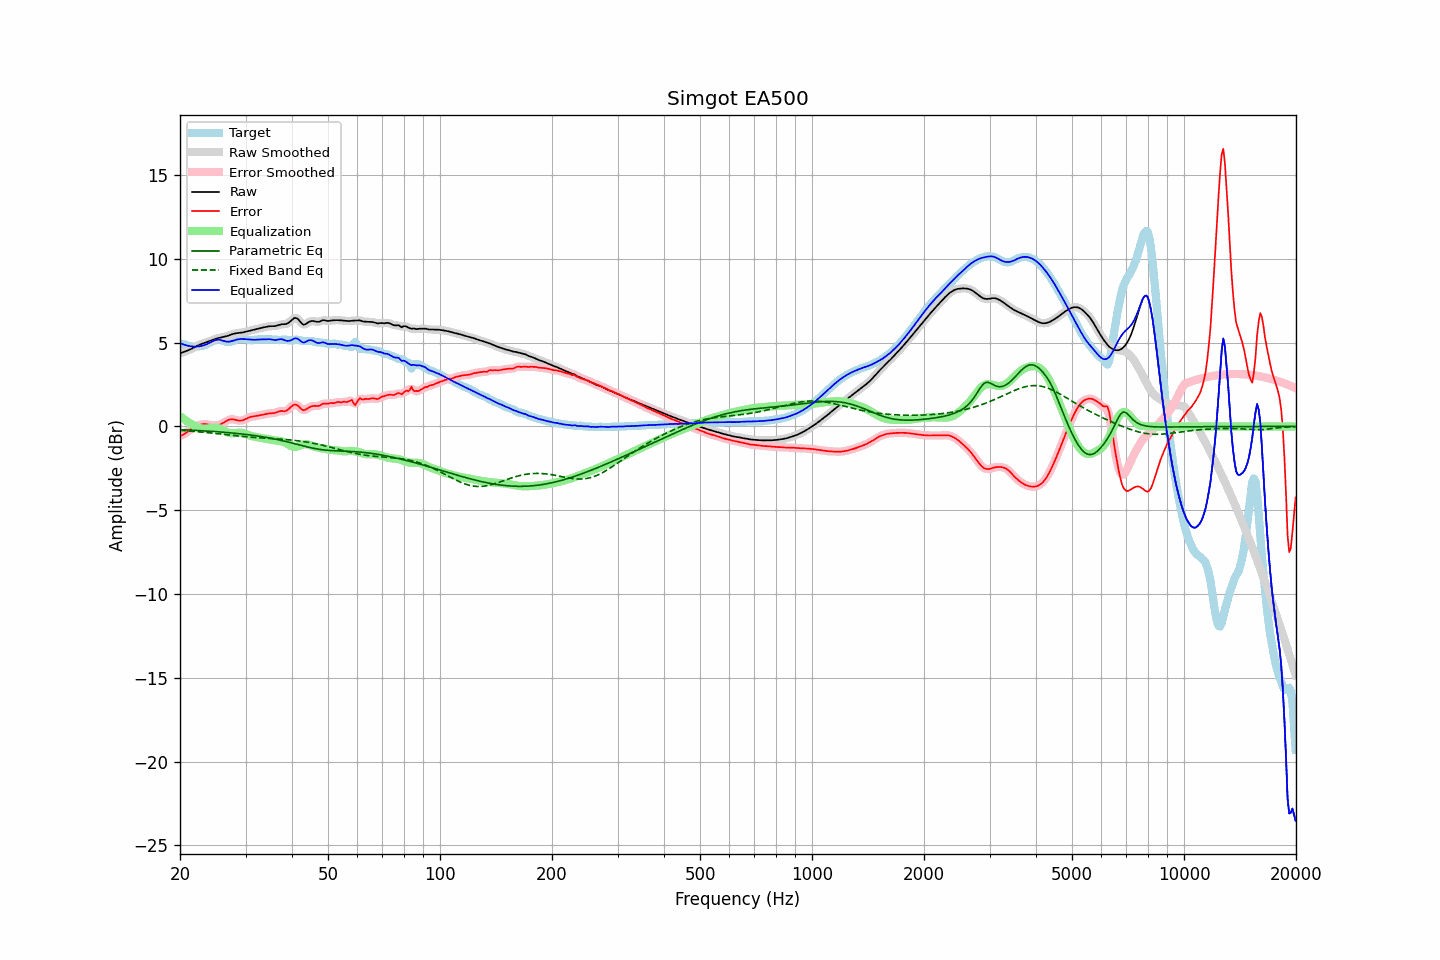 Simgot EA500
Target
Raw Smoothed
Error Smoothed
Raw
Error
Equalization
Parametric Eq
Fixed Band Eq
Equalized
15
10
5
0
−5
−10
−15
−20
−25
Amplitude (dBr)
20 50 100 200 500 1000 2000 5000 10000 20000
Frequency (Hz)